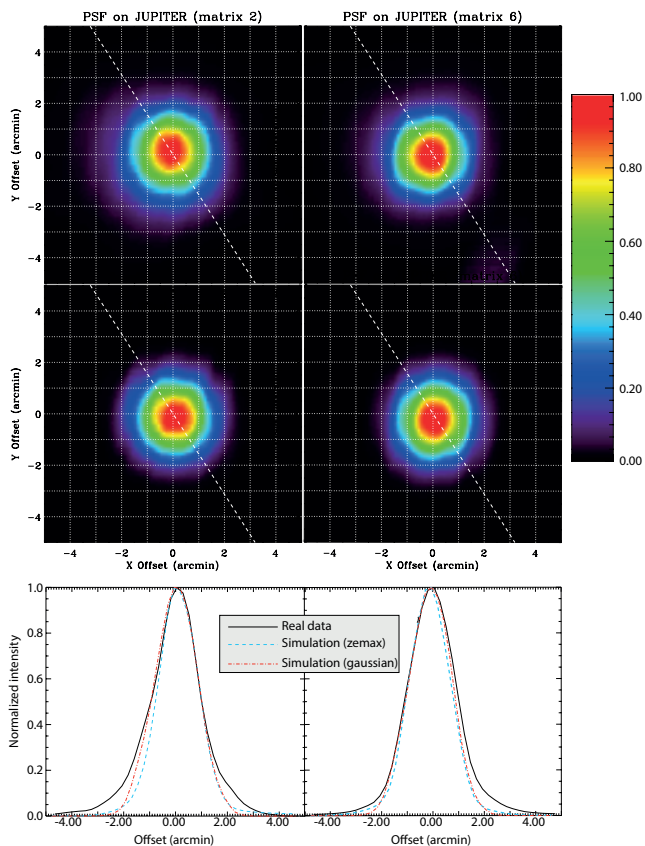 PSF on JUPITER (matrix 2)
PSF on JUPITER (matrix 6)
4
2
0
-2
-4
Y Offset (arcmin)
matrix
1.00
0.80
0.60
0.40
0.20
0.00
4
2
0
-2
-4
Y Offset (arcmin)
-4 -2 0 2 4
-4 -2 0 2 4
X Offset (arcmin)
X Offset (arcmin)
1.0
0.8
0.6
0.4
0.2
0.0
Normalized intensity
Real data
Simulation (zemax)
Simulation (gaussian)
-4.00 -2.00 0.00 2.00 4.00
-4.00 -2.00 0.00 2.00 4.00
Offset (arcmin)
Offset (arcmin)